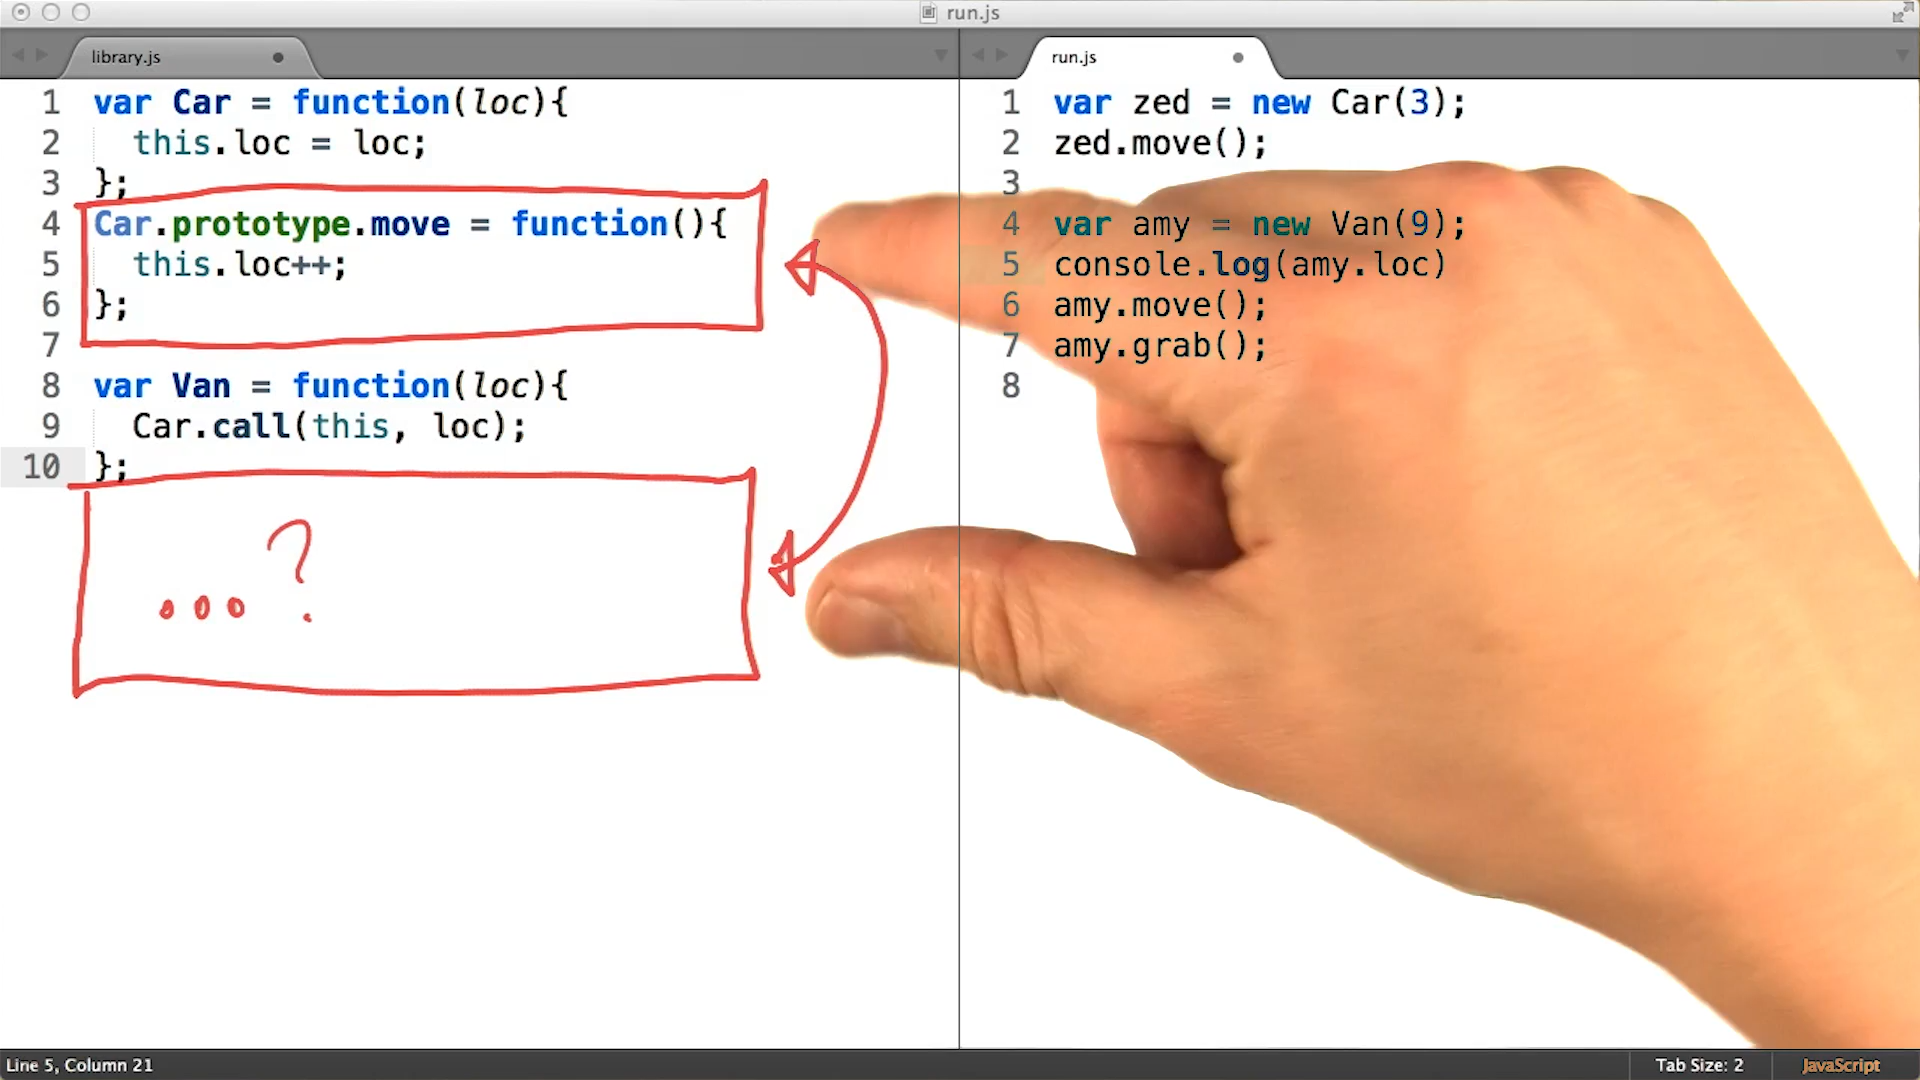 run.js
library.js
1 var Car = function(loc){
2   this.loc = loc;
3 };
4 Car.prototype.move = function(){
5   this.loc++;
6 };
7
8 var Van = function(loc){
9   Car.call(this, loc);
10 };
...?
run.js
1 var zed = new Car(3);
2 zed.move();
3
4 var amy = new Van(9);
5 console.log(amy.loc)
6 amy.move();
7 amy.grab();
8
Line 5, Column 21
Tab Size: 2
JavaScript